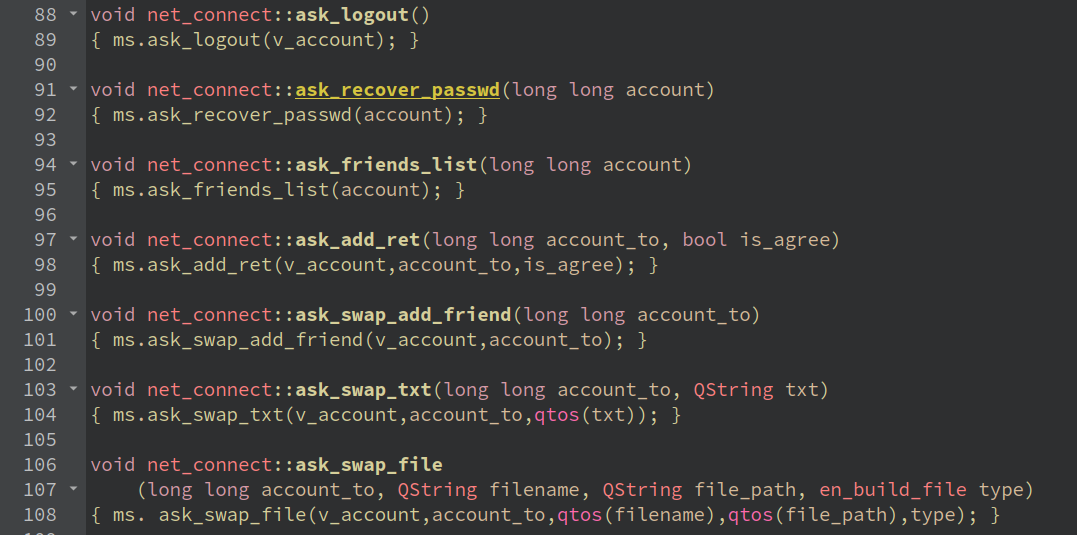 88 void net_connect::ask_logout()
89 { ms.ask_logout(v_account); }
90
91 void net_connect::ask_recover_passwd(long long account)
92 { ms.ask_recover_passwd(account); }
93
94 void net_connect::ask_friends_list(long long account)
95 { ms.ask_friends_list(account); }
96
97 void net_connect::ask_add_ret(long long account_to, bool is_agree)
98 { ms.ask_add_ret(v_account,account_to,is_agree); }
99
100 void net_connect::ask_swap_add_friend(long long account_to)
101 { ms.ask_swap_add_friend(v_account,account_to); }
102
103 void net_connect::ask_swap_txt(long long account_to, QString txt)
104 { ms.ask_swap_txt(v_account,account_to,qtos(txt)); }
105
106 void net_connect::ask_swap_file
107     (long long account_to, QString filename, QString file_path, en_build_file type)
108 { ms. ask_swap_file(v_account,account_to,qtos(filename),qtos(file_path),type); }